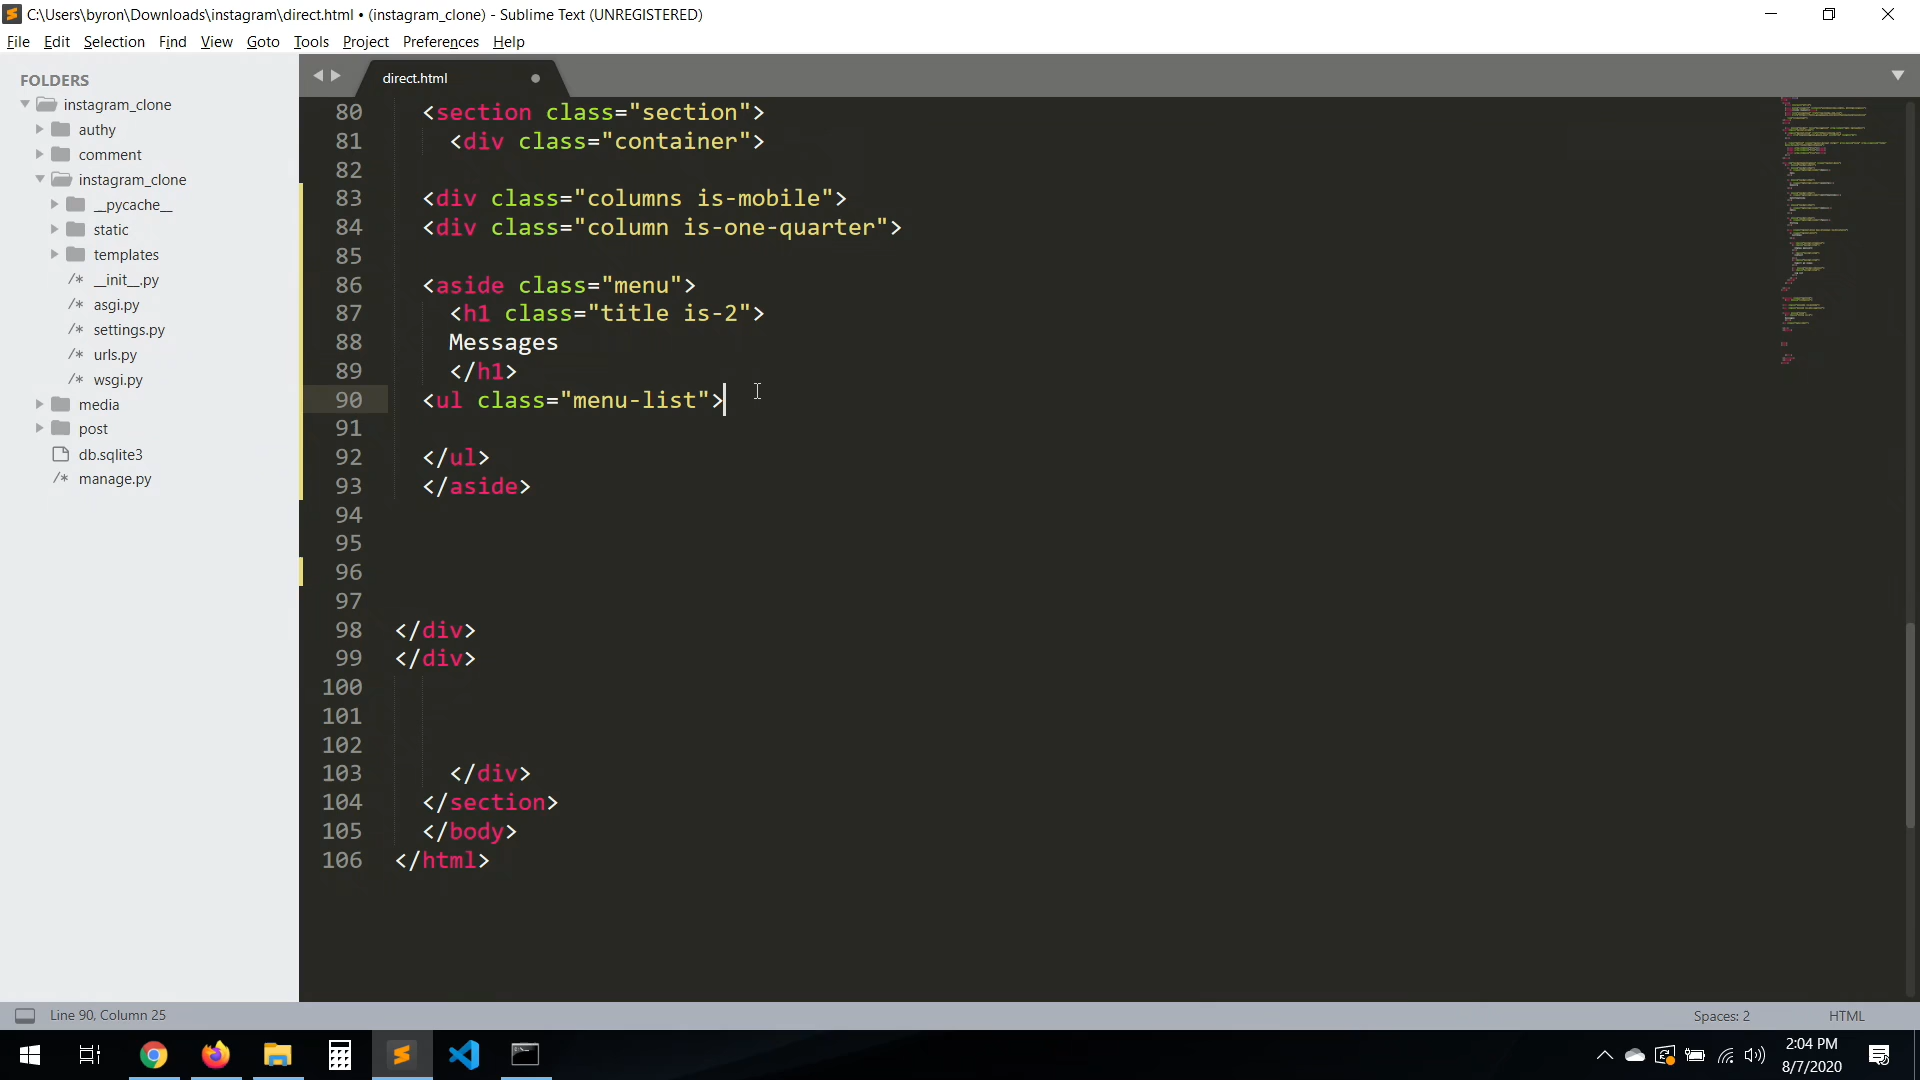 C:\Users\byron\Downloads\instagram\direct.html • (instagram_clone) - Sublime Text (UNREGISTERED)
File Edit Selection Find View Goto Tools Project Preferences Help
FOLDERS
instagram_clone
authy
comment
instagram_clone
__pycache__
static
templates
/* __init__.py
/* asgi.py
/* settings.py
/* urls.py
/* wsgi.py
media
post
db.sqlite3
/* manage.py
direct.html
80 <section class="section">
81 <div class="container">
82
83 <div class="columns is-mobile">
84 <div class="column is-one-quarter">
85
86 <aside class="menu">
87 <h1 class="title is-2">
88 Messages
89 </h1>
90 <ul class="menu-list">
91
92 </ul>
93 </aside>
94
95
96
97
98 </div>
99 </div>
100
101
102
103 </div>
104 </section>
105 </body>
106 </html>
Line 90, Column 25
Spaces: 2
HTML
2:04 PM
8/7/2020